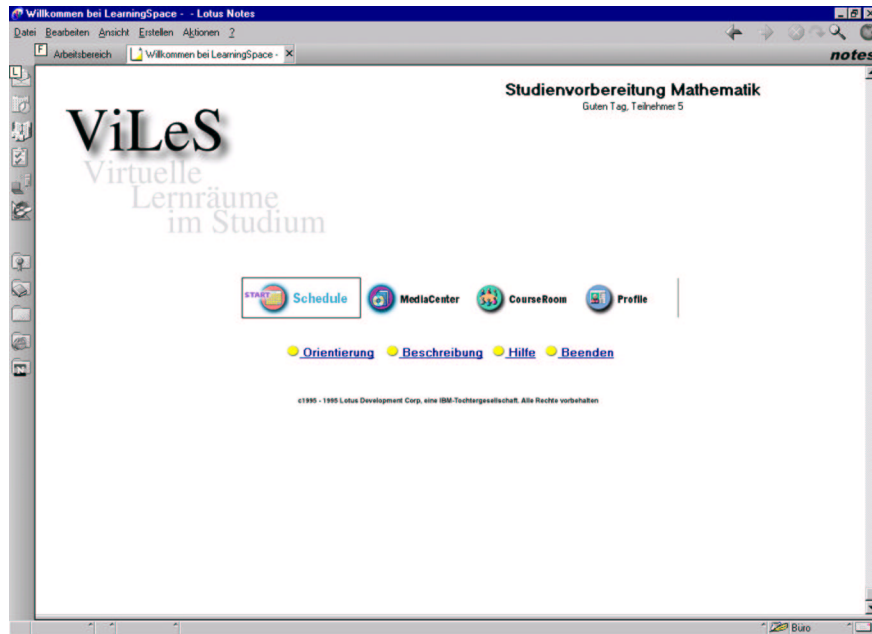 Willkommen bei LearningSpace - - Lotus Notes
Datei Bearbeiten Ansicht Erstellen Aktionen ?
Arbeitsbereich Willkommen bei LearningSpace -
notes
Studienvorbereitung Mathematik
Guten Tag, Teilnehmer 5
ViLeS
Virtuelle
Lernräume
im Studium
START Schedule MediaCenter CourseRoom Profile
Orientierung Beschreibung Hilfe Beenden
c1995 - 1995 Lotus Development Corp, eine IBM-Tochtergesellschaft. Alle Rechte vorbehalten
Büro